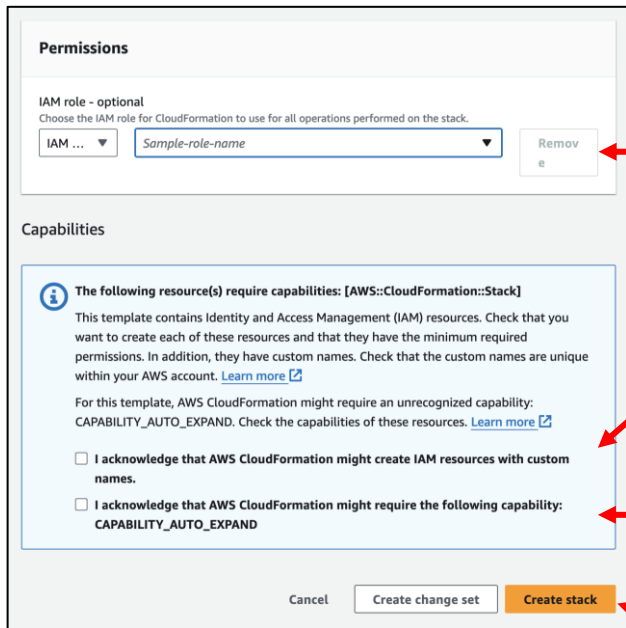 Permissions
IAM role - optional
Choose the IAM role for CloudFormation to use for all operations performed on the stack.
IAM ... ▼
Sample-role-name ▼
Remov
e
Capabilities
The following resource(s) require capabilities: [AWS::CloudFormation::Stack]
This template contains Identity and Access Management (IAM) resources. Check that you
want to create each of these resources and that they have the minimum required
permissions. In addition, they have custom names. Check that the custom names are unique
within your AWS account. Learn more
For this template, AWS CloudFormation might require an unrecognized capability:
CAPABILITY_AUTO_EXPAND. Check the capabilities of these resources. Learn more
I acknowledge that AWS CloudFormation might create IAM resources with custom
names.
I acknowledge that AWS CloudFormation might require the following capability:
CAPABILITY_AUTO_EXPAND
Cancel Create change set Create stack